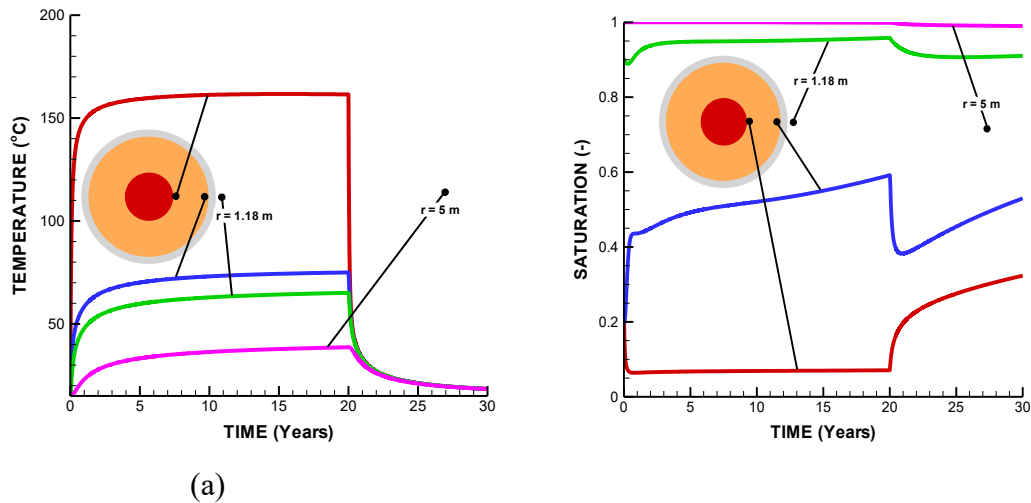 200
150
100
50
0
5
10
15
20
25
30
TEMPERATURE (°C)
TIME (Years)
r = 1.18 m
r = 5 m
(a)
1
0.8
0.6
0.4
0.2
0
0
5
10
15
20
25
30
SATURATION (-)
TIME (Years)
r = 1.18 m
r = 5 m